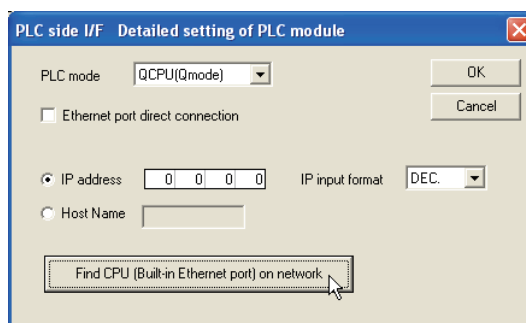 PLC side I/F Detailed setting of PLC module
PLC mode QCPU(Qmode) OK
Ethernet port direct connection Cancel
IP address 0 0 0 0 IP input format DEC.
Host Name
Find CPU (Built-in Ethernet port) on network